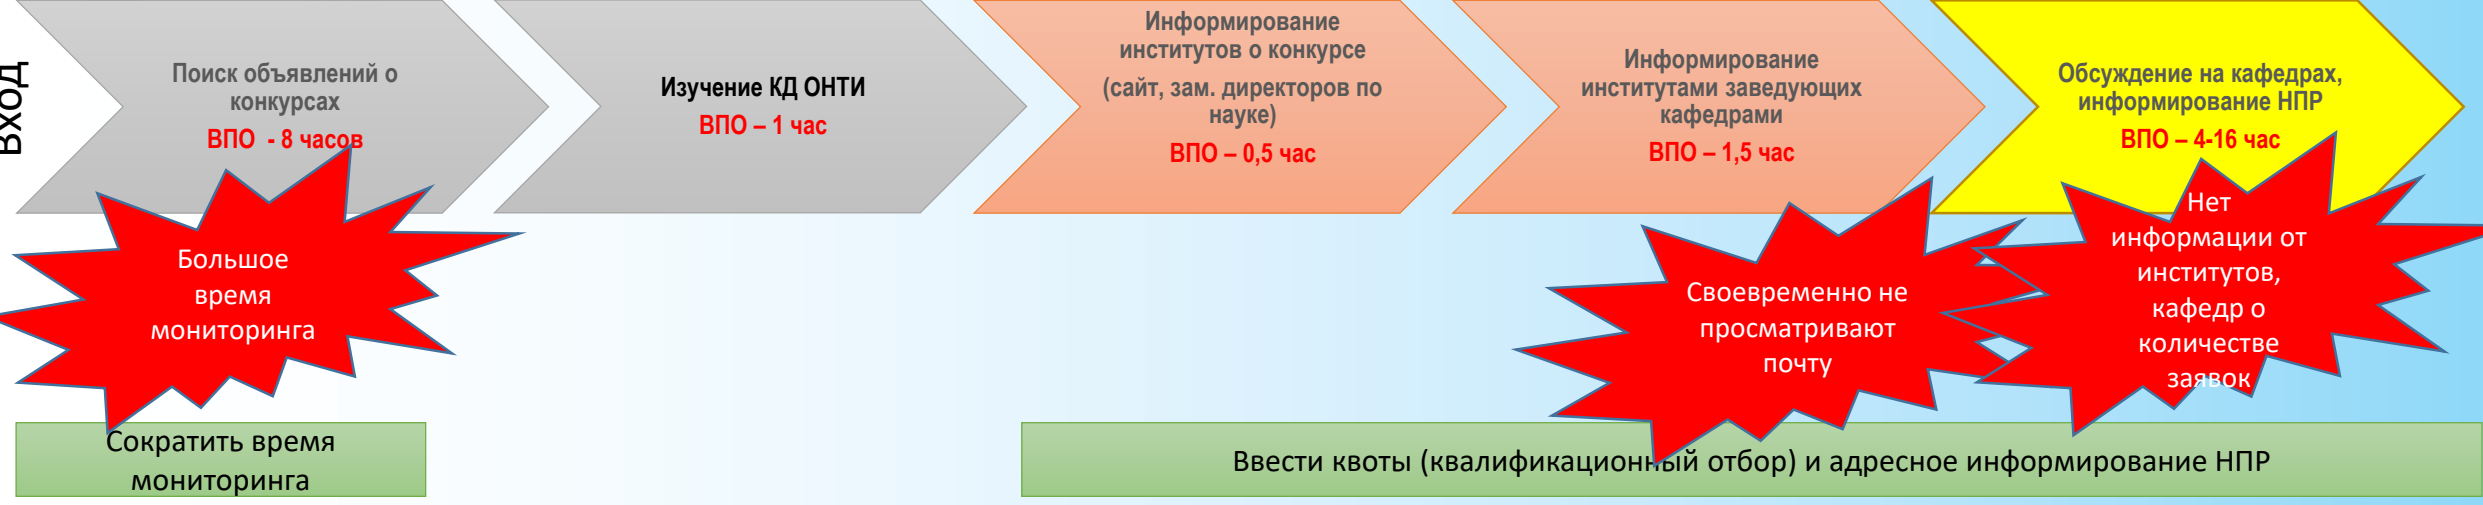 Вход
Поиск объявлений о
конкурсах
ВПО  - 8 часов
Изучение КД ОНТИ
ВПО – 1 час
Информирование
институтов о конкурсе
(сайт, зам. директоров по
науке)
ВПО – 0,5 час
Информирование
институтами заведующих
кафедрами
ВПО – 1,5 час
Обсуждение на кафедрах,
информирование НПР
ВПО – 4-16 час
Большое
время
мониторинга
Своевременно не
просматривают
почту
Нет
информации от
институтов,
кафедр о
количестве
заявок
Сократить время
мониторинга
Ввести квоты (квалификационный отбор) и адресное информирование НПР